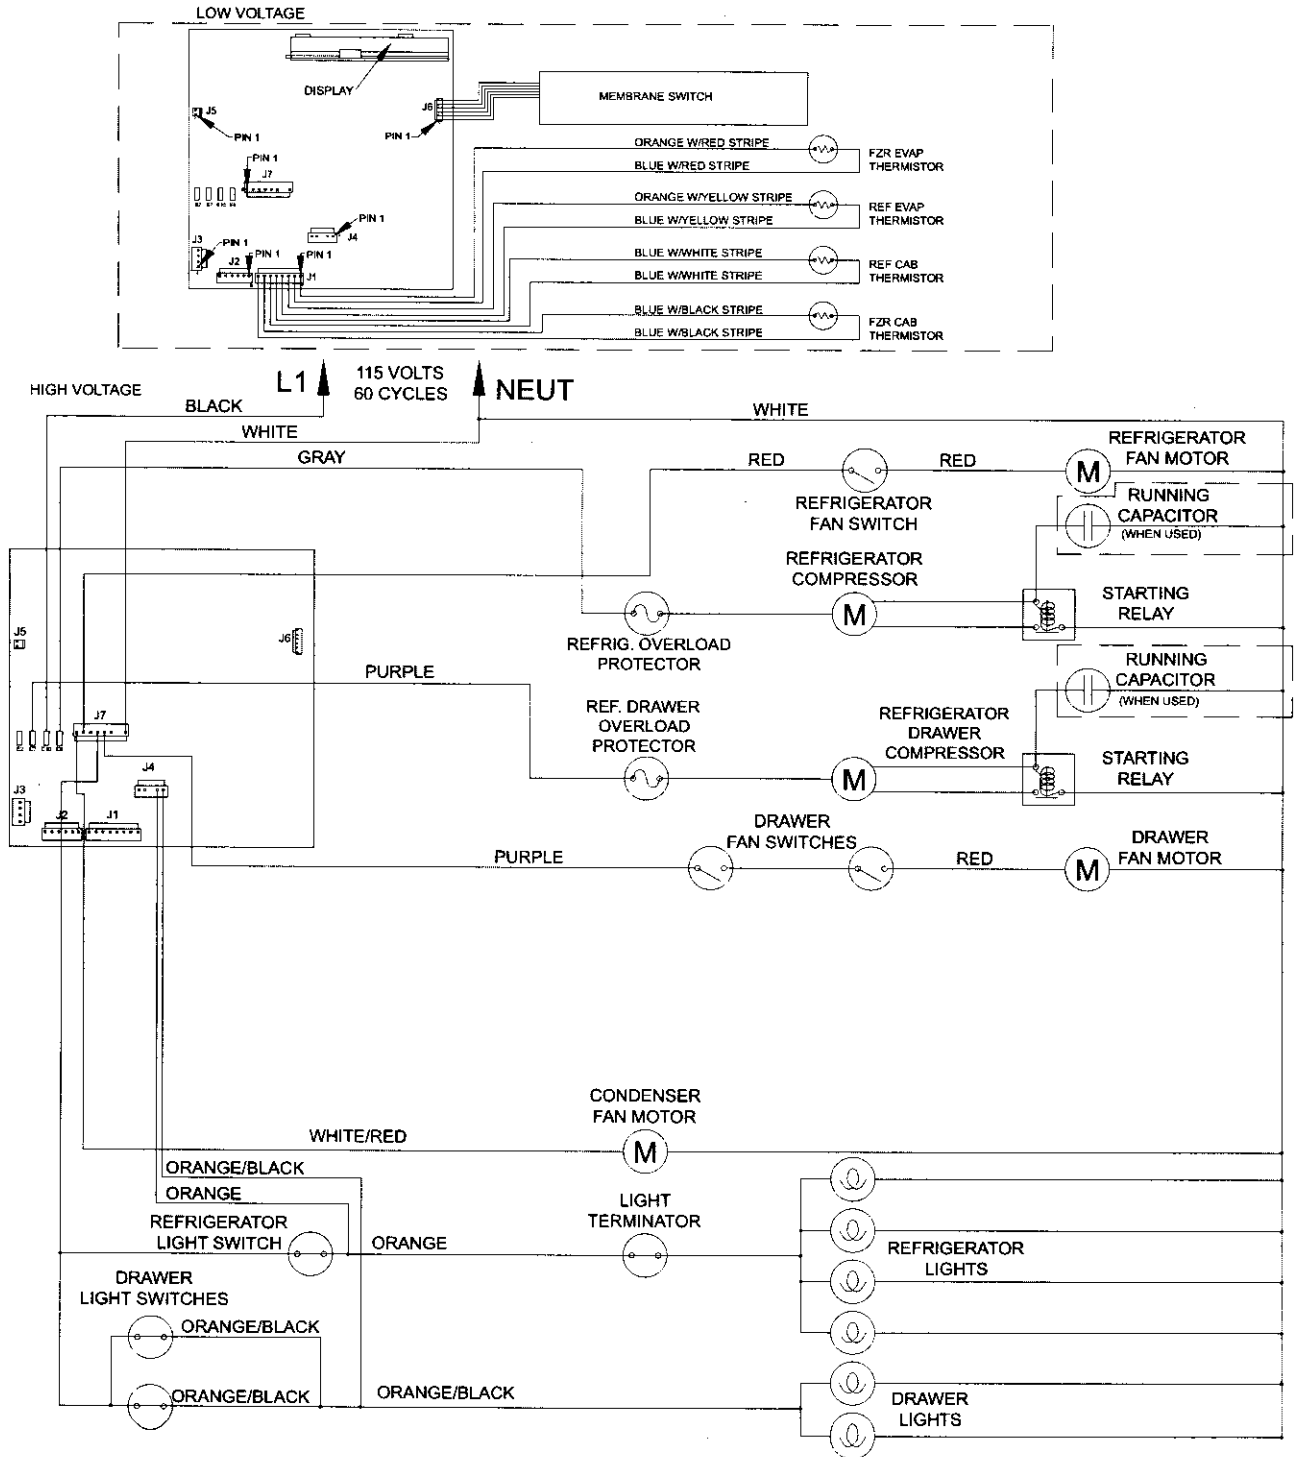 LOW VOLTAGE
DISPLAY
J5
PIN 1
J6
PIN 1
MEMBRANE SWITCH
PIN 1
J7
ORANGE W/RED STRIPE
BLUE W/RED STRIPE
FZR EVAP
THERMISTOR
ORANGE W/YELLOW STRIPE
BLUE W/YELLOW STRIPE
REF EVAP
THERMISTOR
PIN 1
J4
J3
PIN 1
J2
PIN 1
PIN 1
J1
BLUE W/WHITE STRIPE
BLUE W/WHITE STRIPE
REF CAB
THERMISTOR
BLUE W/BLACK STRIPE
BLUE W/BLACK STRIPE
FZR CAB
THERMISTOR
HIGH VOLTAGE
L1
115 VOLTS
60 CYCLES
NEUT
BLACK
WHITE
WHITE
GRAY
RED
RED
REFRIGERATOR
FAN MOTOR
M
REFRIGERATOR
FAN SWITCH
RUNNING
CAPACITOR
(WHEN USED)
REFRIGERATOR
COMPRESSOR
M
STARTING
RELAY
REFRIG. OVERLOAD
PROTECTOR
J5
J6
PURPLE
RUNNING
CAPACITOR
(WHEN USED)
REF. DRAWER
OVERLOAD
PROTECTOR
REFRIGERATOR
DRAWER
COMPRESSOR
M
STARTING
RELAY
J7
J4
J3
J2
J1
DRAWER
FAN SWITCHES
PURPLE
RED
DRAWER
FAN MOTOR
M
CONDENSER
FAN MOTOR
WHITE/RED
M
ORANGE/BLACK
ORANGE
REFRIGERATOR
LIGHT SWITCH
ORANGE
LIGHT
TERMINATOR
REFRIGERATOR
LIGHTS
DRAWER
LIGHT SWITCHES
ORANGE/BLACK
ORANGE/BLACK
ORANGE/BLACK
DRAWER
LIGHTS